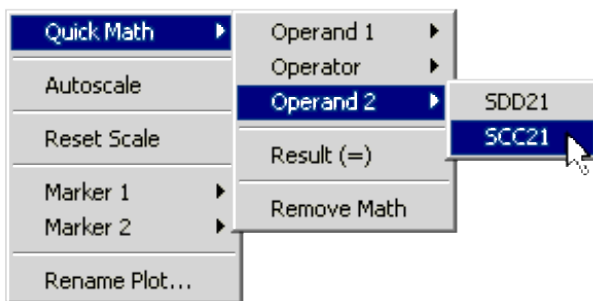 Quick Math
Autoscale
Reset Scale
Marker 1
Marker 2
Rename Plot...
Operand 1
Operator
Operand 2
Result (=)
Remove Math
SDD21
SCC21